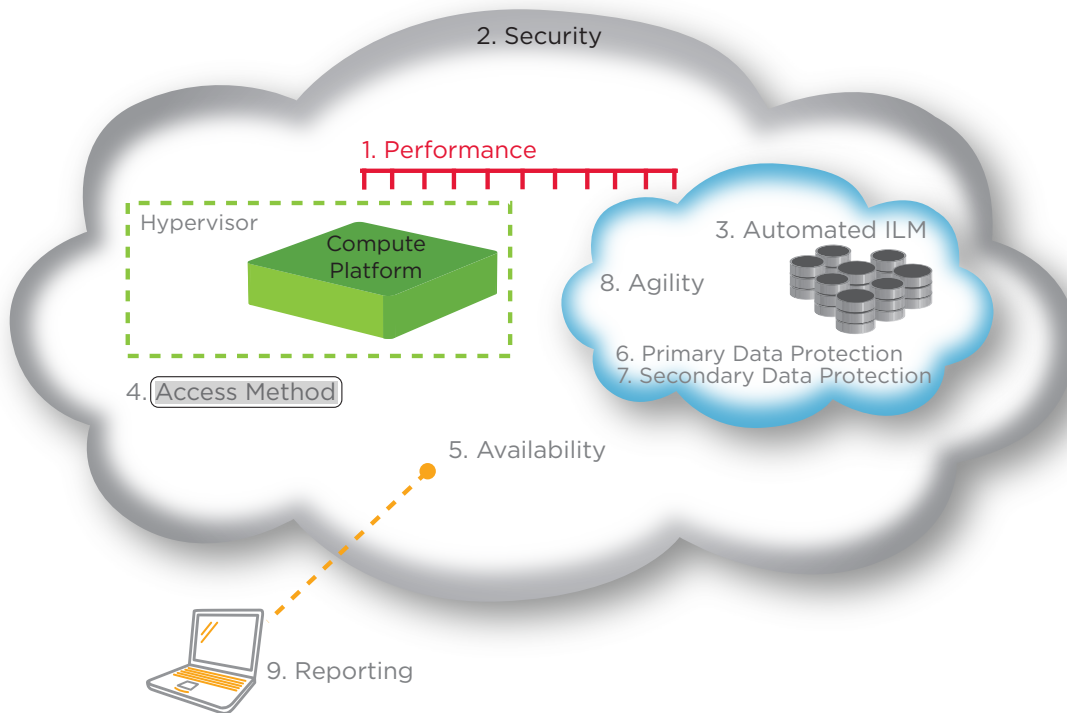 2. Security
1. Performance
Hypervisor
Compute
Platform
3. Automated ILM
8. Agility
6. Primary Data Protection
7. Secondary Data Protection
4. Access Method
5. Availability
9. Reporting